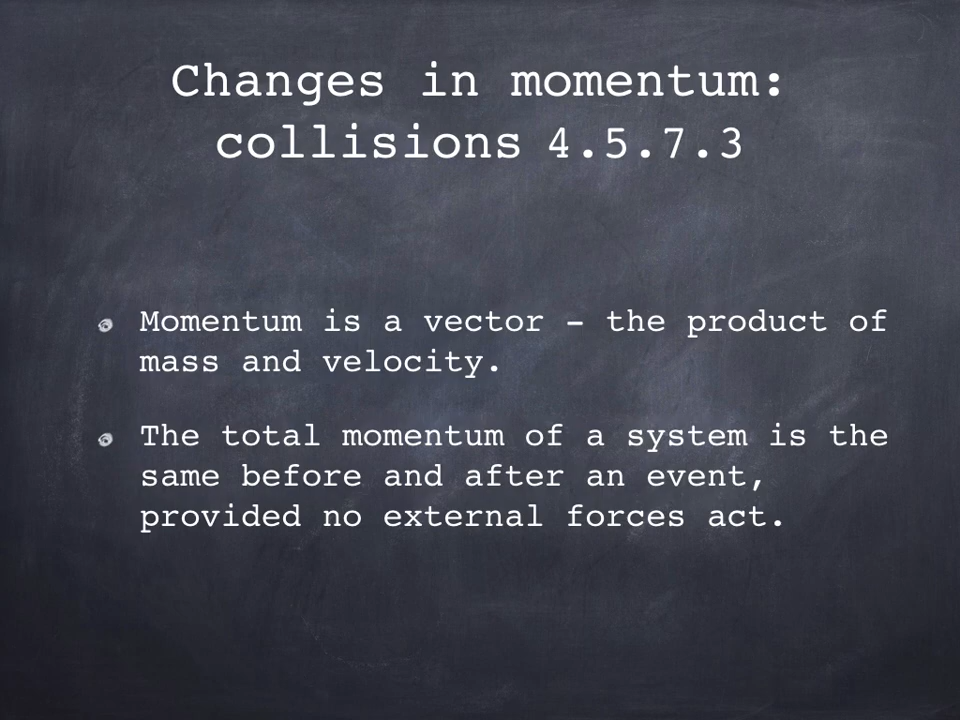 Changes in momentum:
collisions 4.5.7.3
Momentum is a vector – the product of
mass and velocity.
The total momentum of a system is the
same before and after an event,
provided no external forces act.